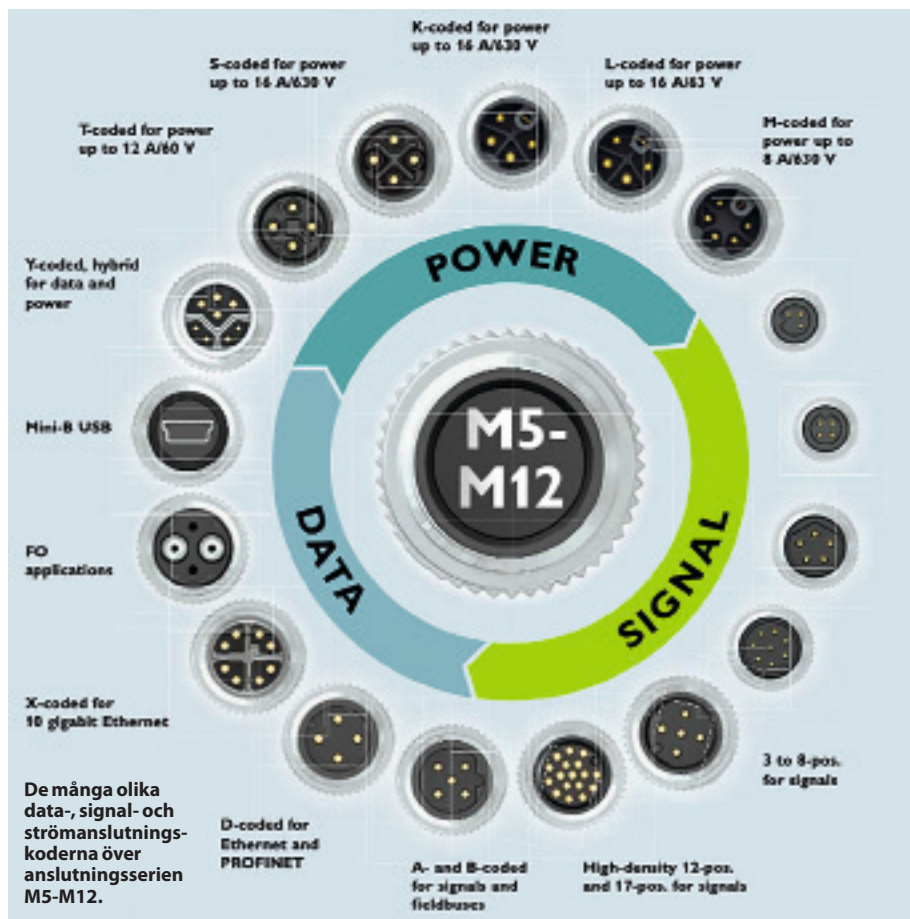 K-coded for power
up to 16 A/630 V
S-coded for power
up to 16 A/630 V
L-coded for power
up to 16 A/63 V
T-coded for power
up to 12 A/60 V
M-coded for
power up to
8 A/630 V
POWER
Y-coded, hybrid
for data and
power
Mini-B USB
M5-
M12
DATA
SIGNAL
FO
applications
X-coded for
10 gigabit Ethernet
3 to 8-pos.
for signals
De många olika
data-, signal- och
strömanslutnings-
koderna över
anslutningsserien
M5-M12.
D-coded for
Ethernet and
PROFINET
A- and B-coded
for signals and
fieldbuses
High-density 12-pos.
and 17-pos. for signals